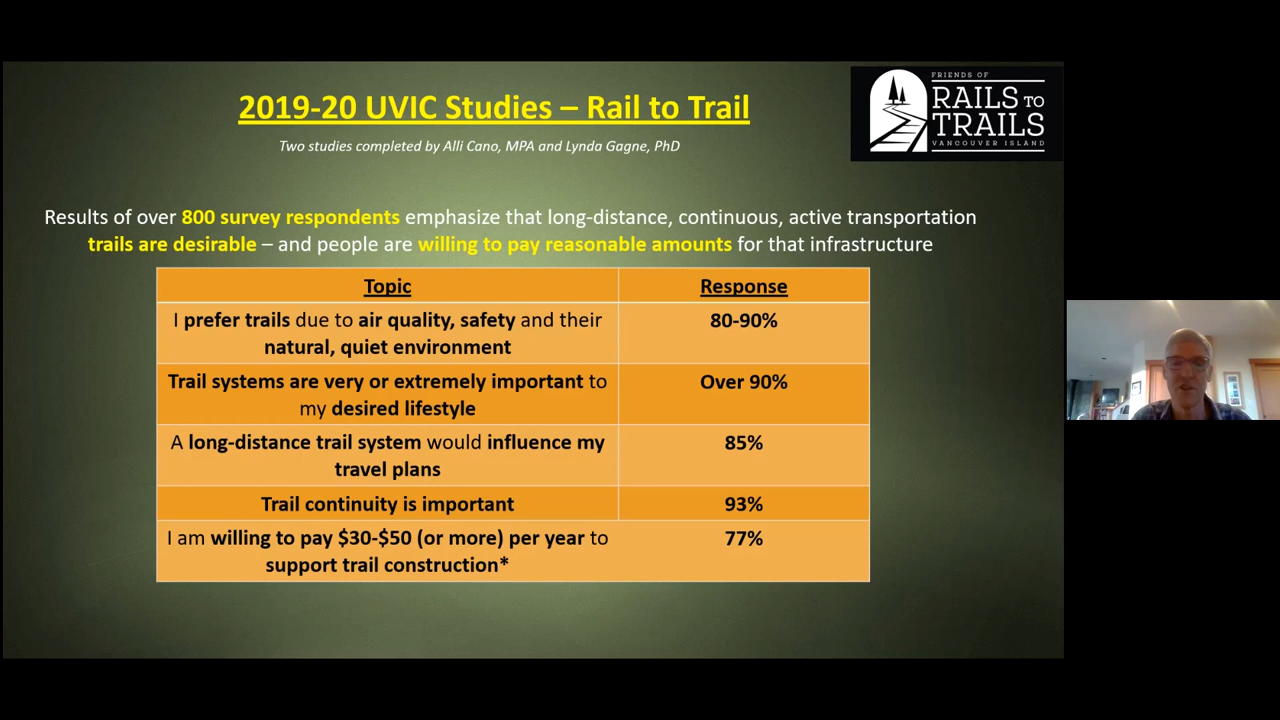 2019-20 UVIC Studies – Rail to Trail
Two studies completed by Alli Cano, MPA and Lynda Gagne, PhD
FRIENDS OF
RAILS TO
TRAILS
VANCOUVER ISLAND
Results of over 800 survey respondents emphasize that long-distance, continuous, active transportation
trails are desirable – and people are willing to pay reasonable amounts for that infrastructure
Topic Response
I prefer trails due to air quality, safety and their 80-90%
natural, quiet environment
Trail systems are very or extremely important to Over 90%
my desired lifestyle
A long-distance trail system would influence my 85%
travel plans
Trail continuity is important 93%
I am willing to pay $30-$50 (or more) per year to 77%
support trail construction*